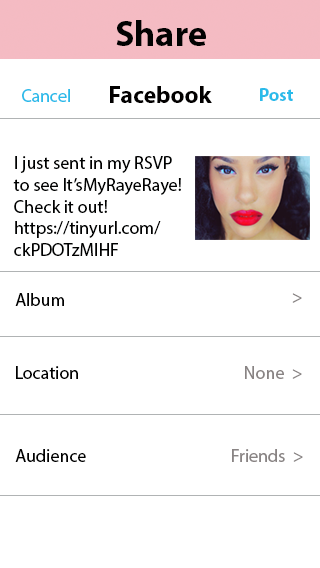 Share
Cancel Facebook Post
I just sent in my RSVP
to see It'sMyRayeRaye!
Check it out!
https://tinyurl.com/
ckPDOTzMIHF
Album >
Location None >
Audience Friends >